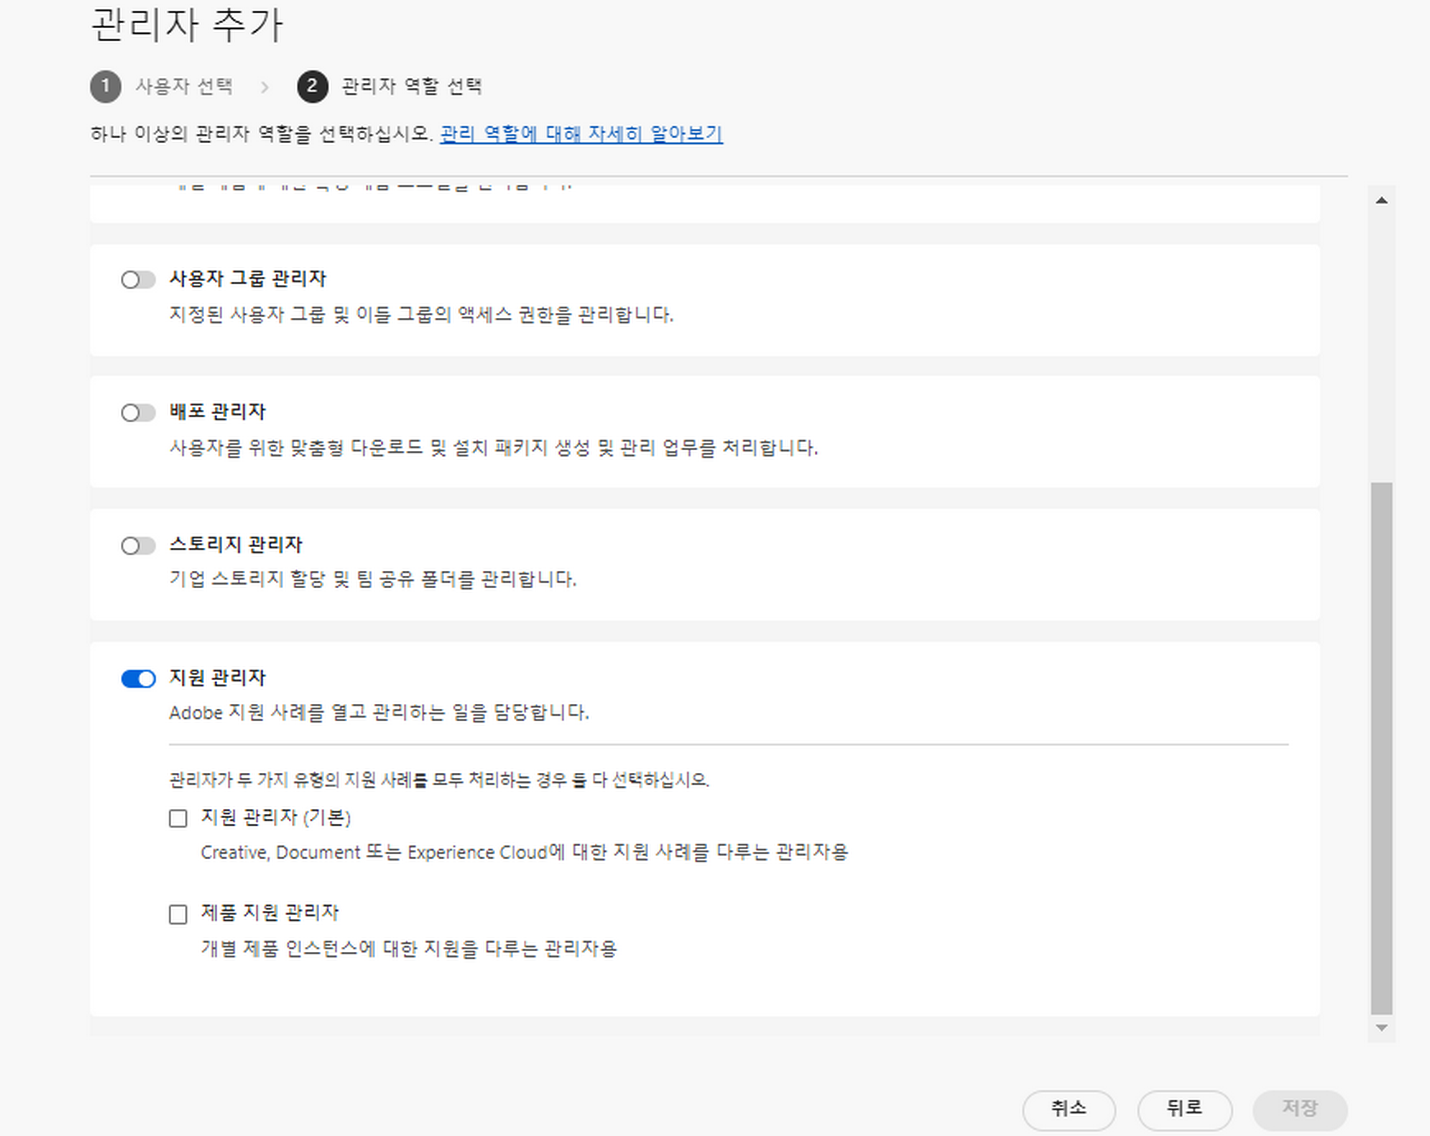 관리자 추가
1 사용자 선택 > 2 관리자 역할 선택
하나 이상의 관리자 역할을 선택하십시오. 관리 역할에 대해 자세히 알아보기
사용자 그룹 관리자
지정된 사용자 그룹 및 이들 그룹의 액세스 권한을 관리합니다.
배포 관리자
사용자를 위한 맞춤형 다운로드 및 설치 패키지 생성 및 관리 업무를 처리합니다.
스토리지 관리자
기업 스토리지 할당 및 팀 공유 폴더를 관리합니다.
지원 관리자
Adobe 지원 사례를 열고 관리하는 일을 담당합니다.
관리자가 두 가지 유형의 지원 사례를 모두 처리하는 경우 둘 다 선택하십시오.
지원 관리자 (기본)
Creative, Document 또는 Experience Cloud에 대한 지원 사례를 다루는 관리자용
제품 지원 관리자
개별 제품 인스턴스에 대한 지원을 다루는 관리자용
취소 뒤로 저장